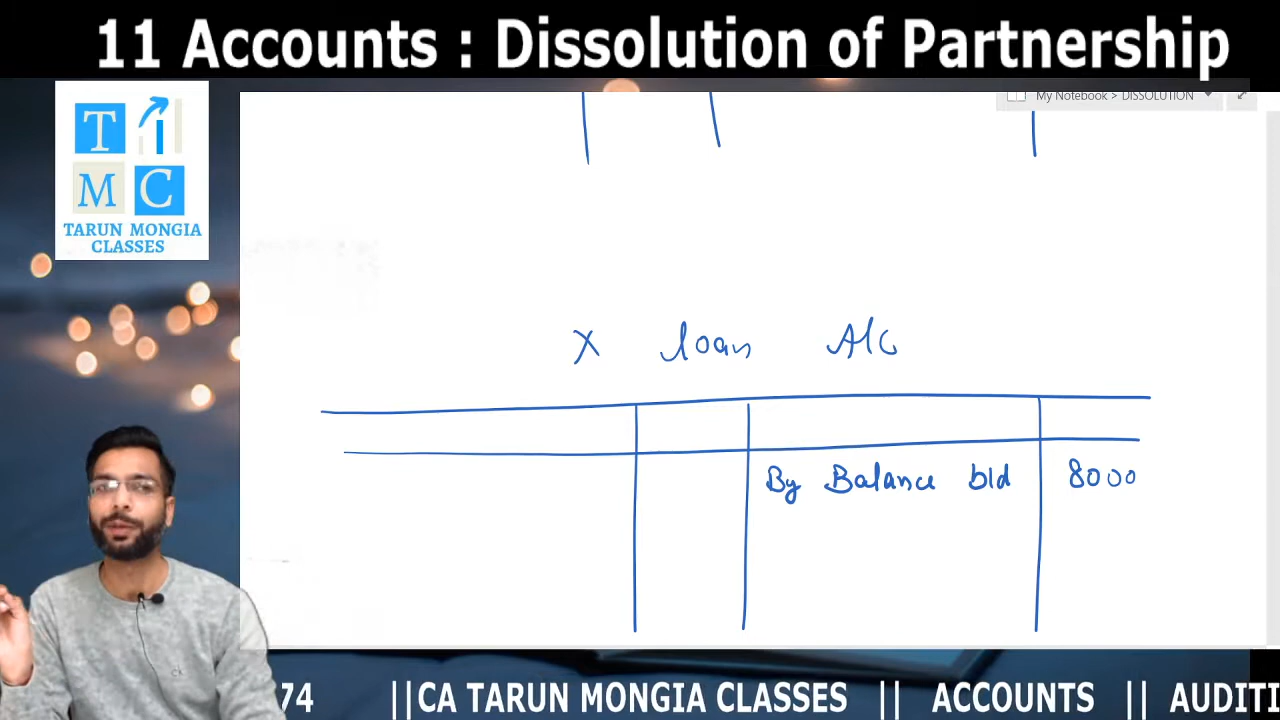 11 Accounts : Dissolution of Partnership
T
M C
TARUN MONGIA
CLASSES
My Notebook > DISSOLUTION
X loan A/c
By Balance b/d 8000
74 ||CA TARUN MONGIA CLASSES || ACCOUNTS || AUDITI